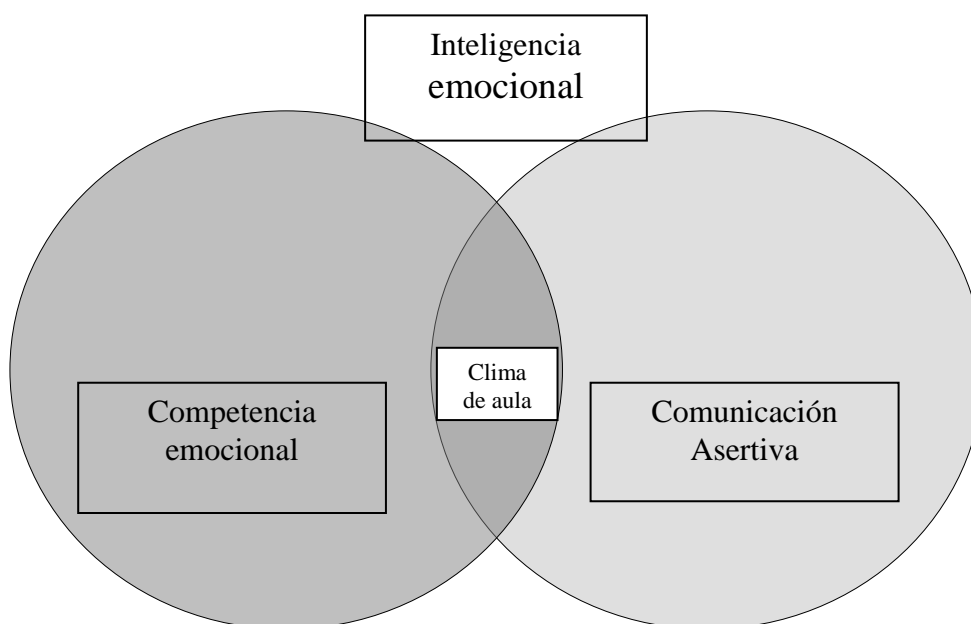 Inteligencia
emocional
Clima
de aula
Competencia
emocional
Comunicación
Asertiva